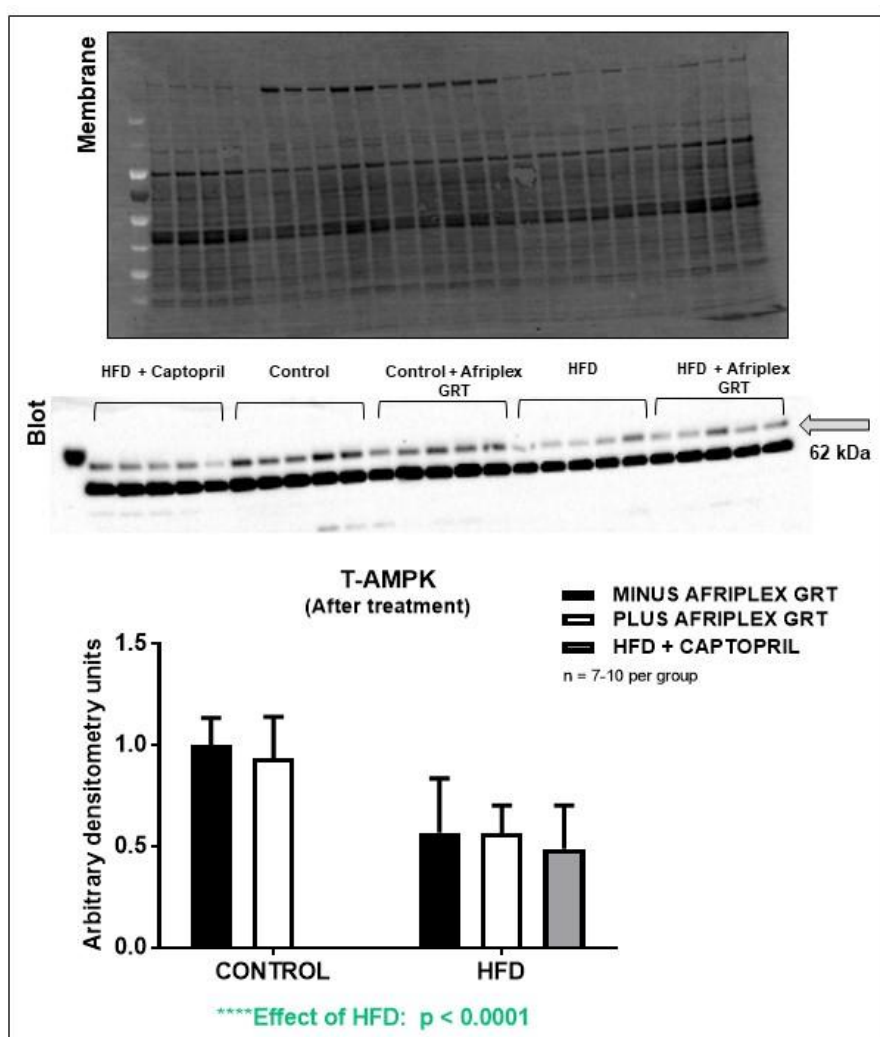 Membrane
HFD + Captopril
Control
Control + Afriplex
GRT
HFD
HFD + Afriplex
GRT
Blot
62 kDa
T-AMPK
(After treatment)
MINUS AFRIPLEX GRT
PLUS AFRIPLEX GRT
HFD + CAPTOPRIL
n = 7-10 per group
Arbitrary densitometry units
1.5
1.0
0.5
0.0
CONTROL
HFD
****Effect of HFD: p < 0.0001